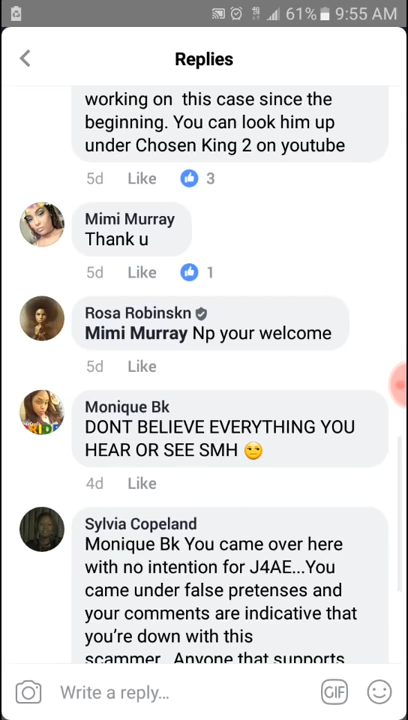 61% 9:55 AM
Replies
working on this case since the
beginning. You can look him up
under Chosen King 2 on youtube
5d Like 3
Mimi Murray
Thank u
5d Like 1
Rosa Robinskn
Mimi Murray Np your welcome
5d Like
Monique Bk
DONT BELIEVE EVERYTHING YOU
HEAR OR SEE SMH 😒
4d Like
Sylvia Copeland
Monique Bk You came over here
with no intention for J4AE...You
came under false pretenses and
your comments are indicative that
you're down with this
scammer. Anyone that supports
Write a reply... GIF